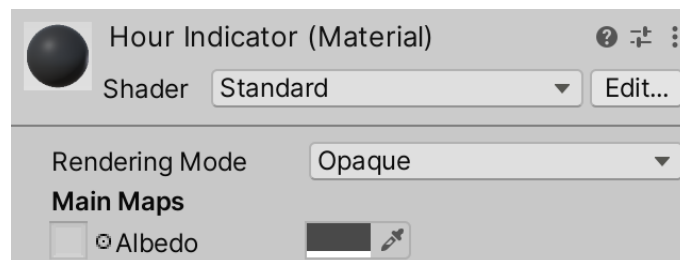 Hour Indicator (Material)
Shader Standard Edit...
Rendering Mode Opaque
Main Maps
Albedo